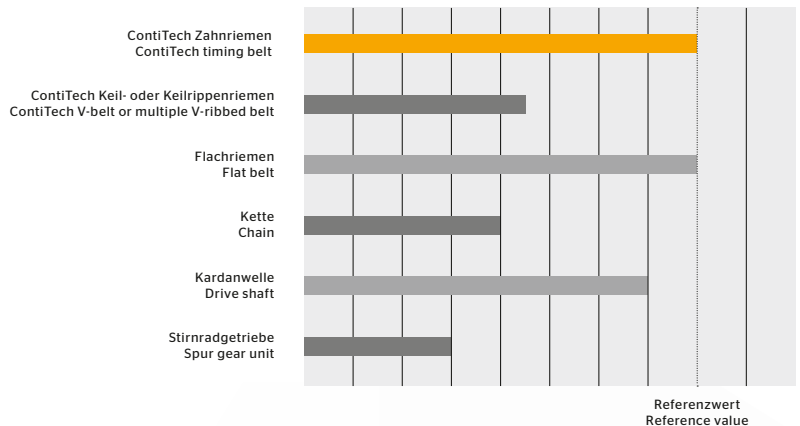 ContiTech Zahnriemen
ContiTech timing belt
ContiTech Keil- oder Keilrippenriemen
ContiTech V-belt or multiple V-ribbed belt
Flachriemen
Flat belt
Kette
Chain
Kardanwelle
Drive shaft
Stirnradgetriebe
Spur gear unit
Referenzwert
Reference value